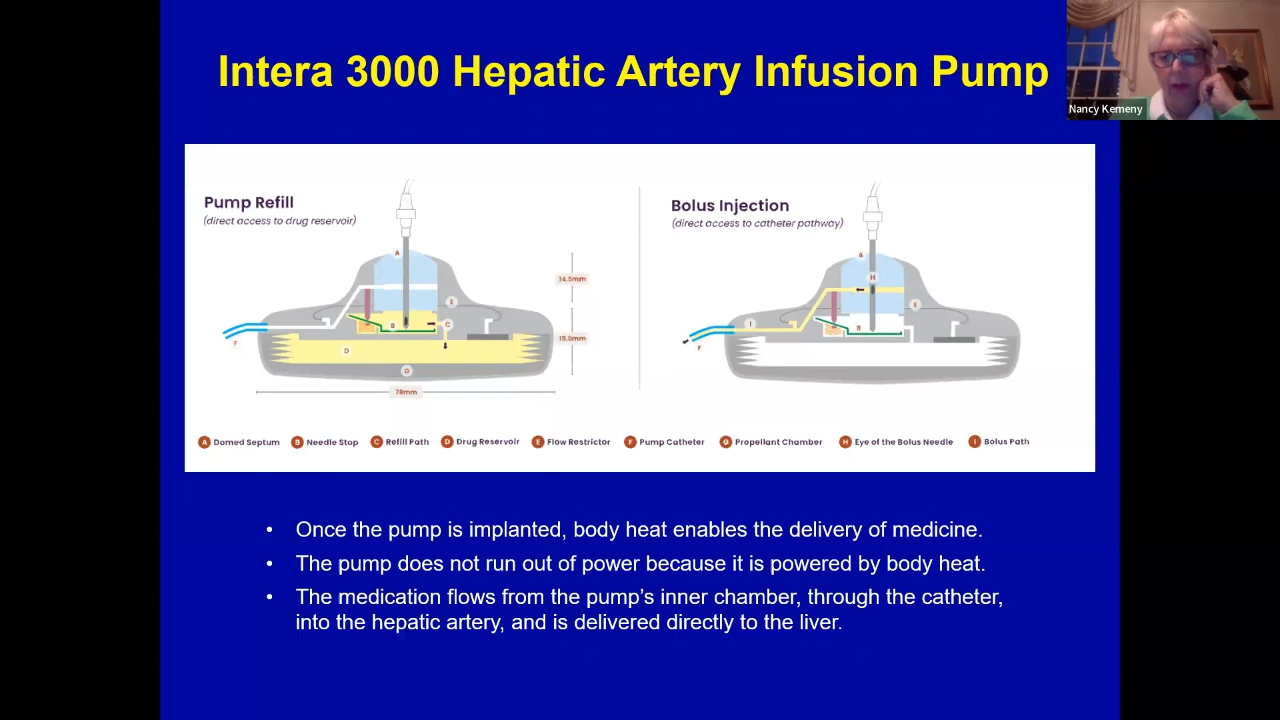 Intera 3000 Hepatic Artery Infusion Pump
Nancy Kemeny
Pump Refill
(direct access to drug reservoir)
A
E
B
C
D
F
G
14.5mm
15.5mm
78mm
Bolus Injection
(direct access to catheter pathway)
A
H
E
I
B
F
A Domed Septum B Needle Stop C Refill Path D Drug Reservoir E Flow Restrictor F Pump Catheter G Propellant Chamber H Eye of the Bolus Needle I Bolus Path
• Once the pump is implanted, body heat enables the delivery of medicine.
• The pump does not run out of power because it is powered by body heat.
• The medication flows from the pump’s inner chamber, through the catheter,
into the hepatic artery, and is delivered directly to the liver.